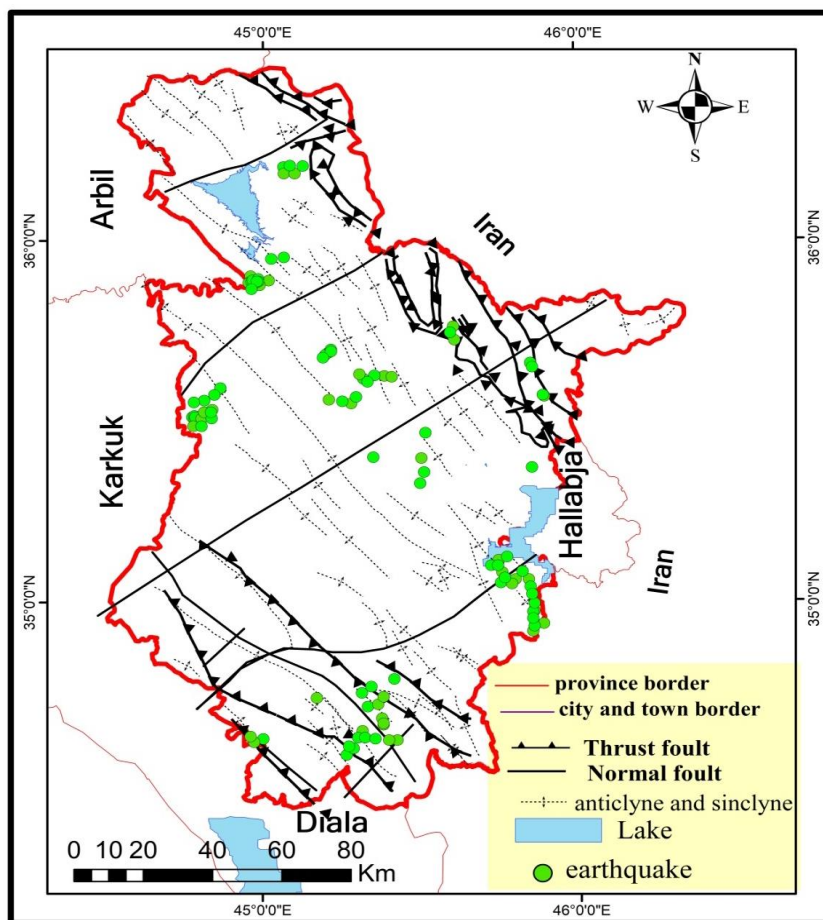 45°0'0"E
46°0'0"E
N
W
E
S
Arbil
Iran
36°0'0"N
36°0'0"N
Karkuk
Hallabja
Iran
35°0'0"N
35°0'0"N
province border
city and town border
Thrust foult
Normal foult
anticlyne and sinclyne
Lake
earthquake
Diala
0 10 20 40 60 80
Km
45°0'0"E
46°0'0"E